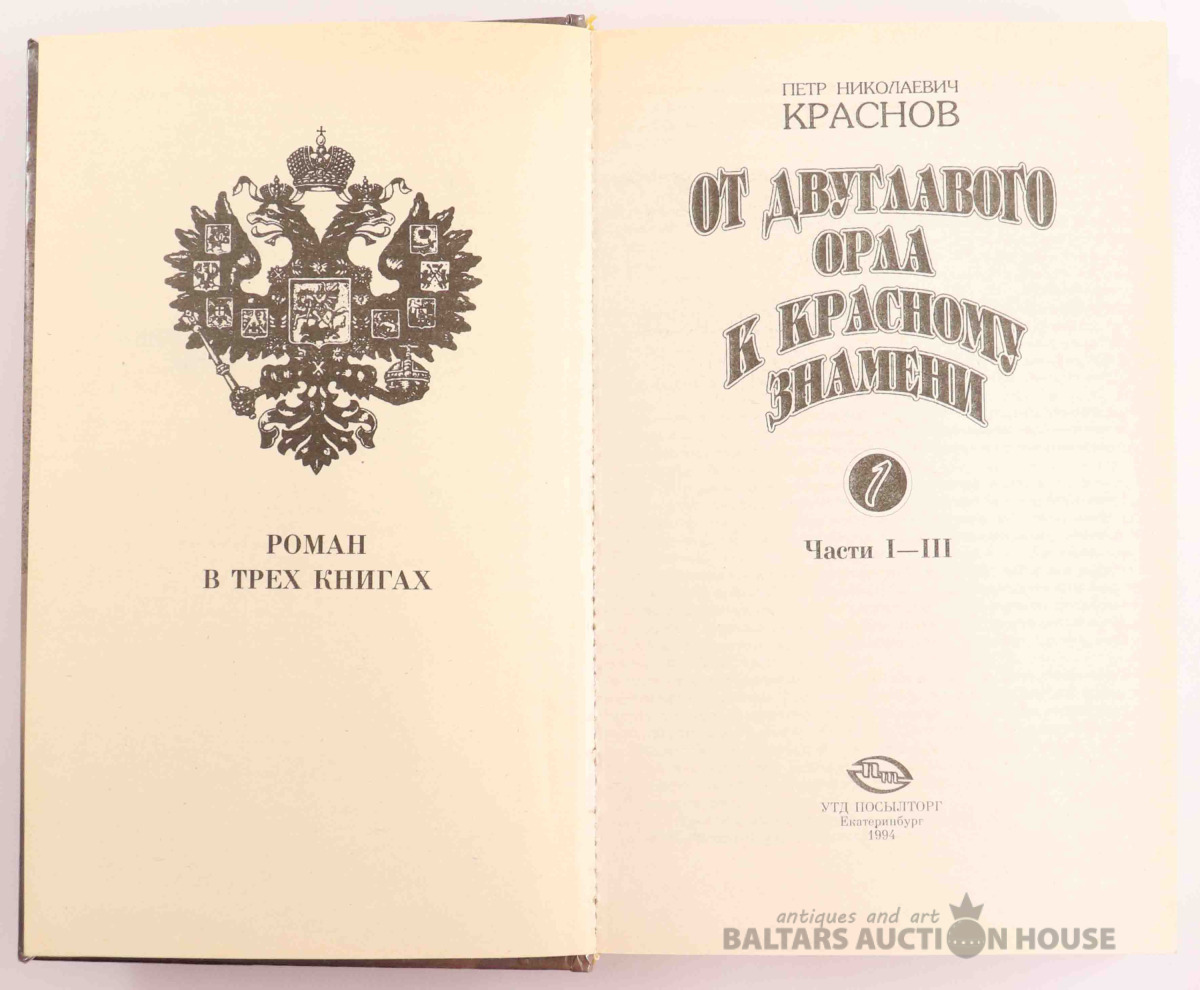 РОМАН
В ТРЕХ КНИГАХ
ПЕТР НИКОЛАЕВИЧ
КРАСНОВ
ОТ ДВУГЛАВОГО
ОРЛА
К КРАСНОМУ
ЗНАМЕНИ
1
Части I—III
Пт
УТД ПОСЫЛТОРГ
Екатеринбург
1994
antiques and art
BALTARS AUCTION HOUSE